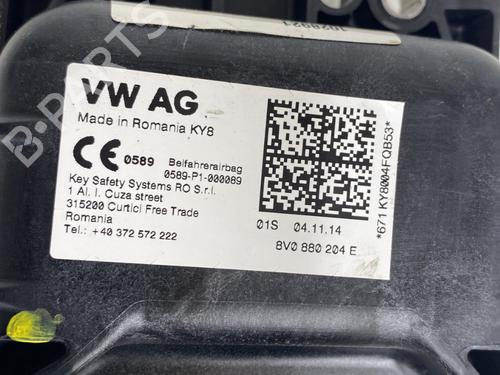 VW AG
Made in Romania KY8
CE 0589 Beifahrerairbag
0589-P1-000089
Key Safety Systems RO S.r.l.
1 Al. I. Cuza street
315200 Curtici Free Trade
Romania
Tel.: +40 372 572 222
01S 04.11.14
8V0 880 204 E
*671 KY8004FQB53*
B-PARTS